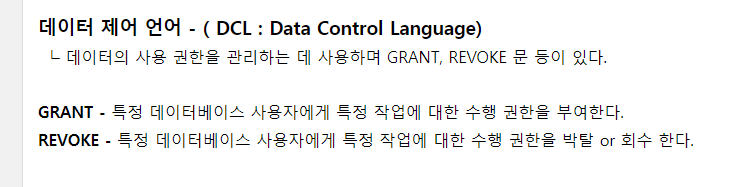 데이터 제어 언어 - ( DCL : Data Control Language)
└ 데이터의 사용 권한을 관리하는 데 사용하며 GRANT, REVOKE 문 등이 있다.
GRANT - 특정 데이터베이스 사용자에게 특정 작업에 대한 수행 권한을 부여한다.
REVOKE - 특정 데이터베이스 사용자에게 특정 작업에 대한 수행 권한을 박탈 or 회수 한다.